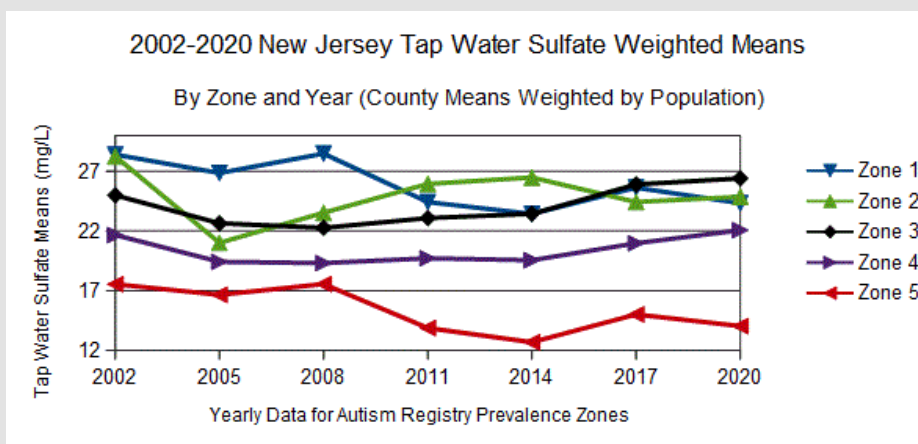 2002-2020 New Jersey Tap Water Sulfate Weighted Means
By Zone and Year (County Means Weighted by Population)
Tap Water Sulfate Means (mg/L)
27
22
17
12
2002 2005 2008 2011 2014 2017 2020
Yearly Data for Autism Registry Prevalence Zones
Zone 1
Zone 2
Zone 3
Zone 4
Zone 5